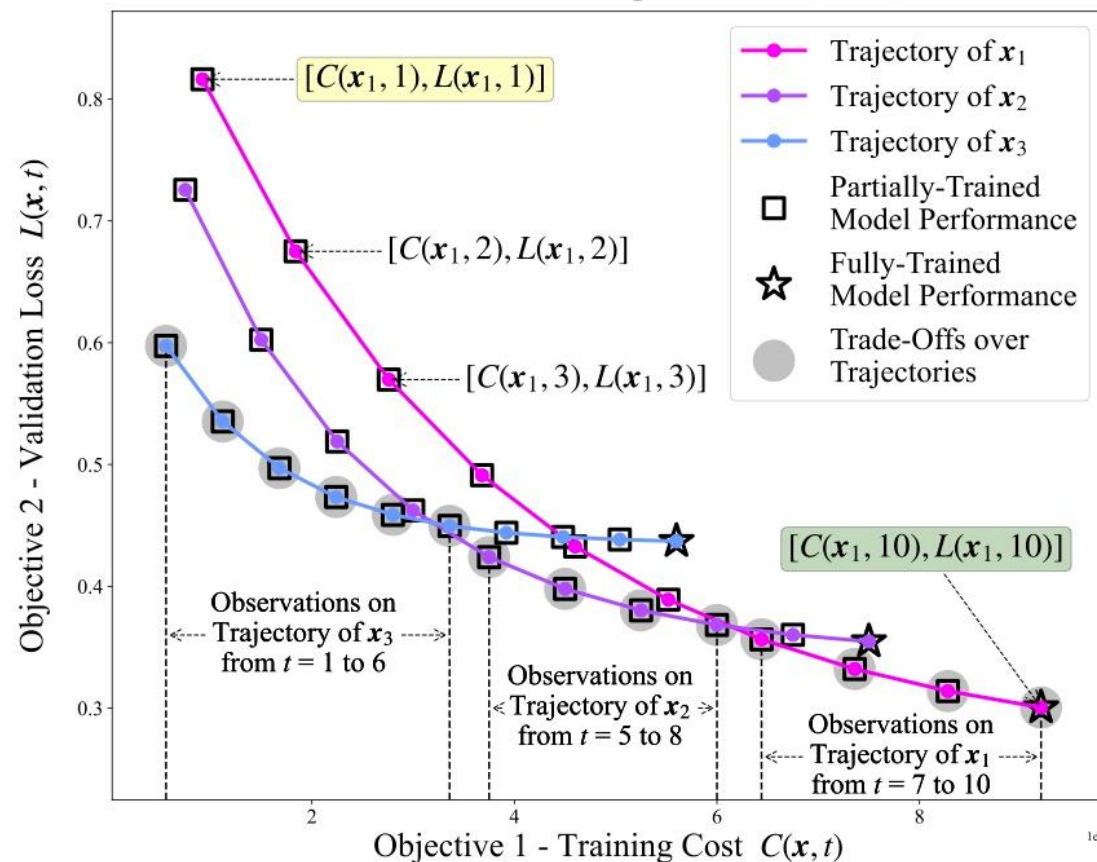 [C(x₁, 1), L(x₁, 1)]
[C(x₁, 2), L(x₁, 2)]
[C(x₁, 3), L(x₁, 3)]
[C(x₁, 10), L(x₁, 10)]
Trajectory of x₁
Trajectory of x₂
Trajectory of x₃
Partially-Trained
Model Performance
Fully-Trained
Model Performance
Trade-Offs over
Trajectories
Objective 2 - Validation Loss L(x, t)
0.8
0.7
0.6
0.5
0.4
0.3
Observations on
Trajectory of x₃
from t = 1 to 6
Observations on
Trajectory of x₂
from t = 5 to 8
Observations on
Trajectory of x₁
from t = 7 to 10
2
4
6
8
1e
Objective 1 - Training Cost C(x, t)